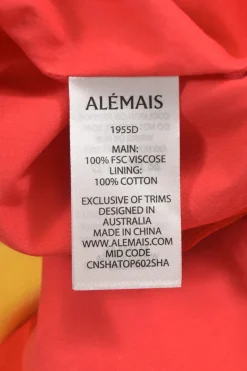 ALÉMAIS
1955D
MAIN:
100% FSC VISCOSE
LINING:
100% COTTON
EXCLUSIVE OF TRIMS
DESIGNED IN
AUSTRALIA
MADE IN CHINA
WWW.ALEMAIS.COM
MID CODE
CNSHATOP602SHA